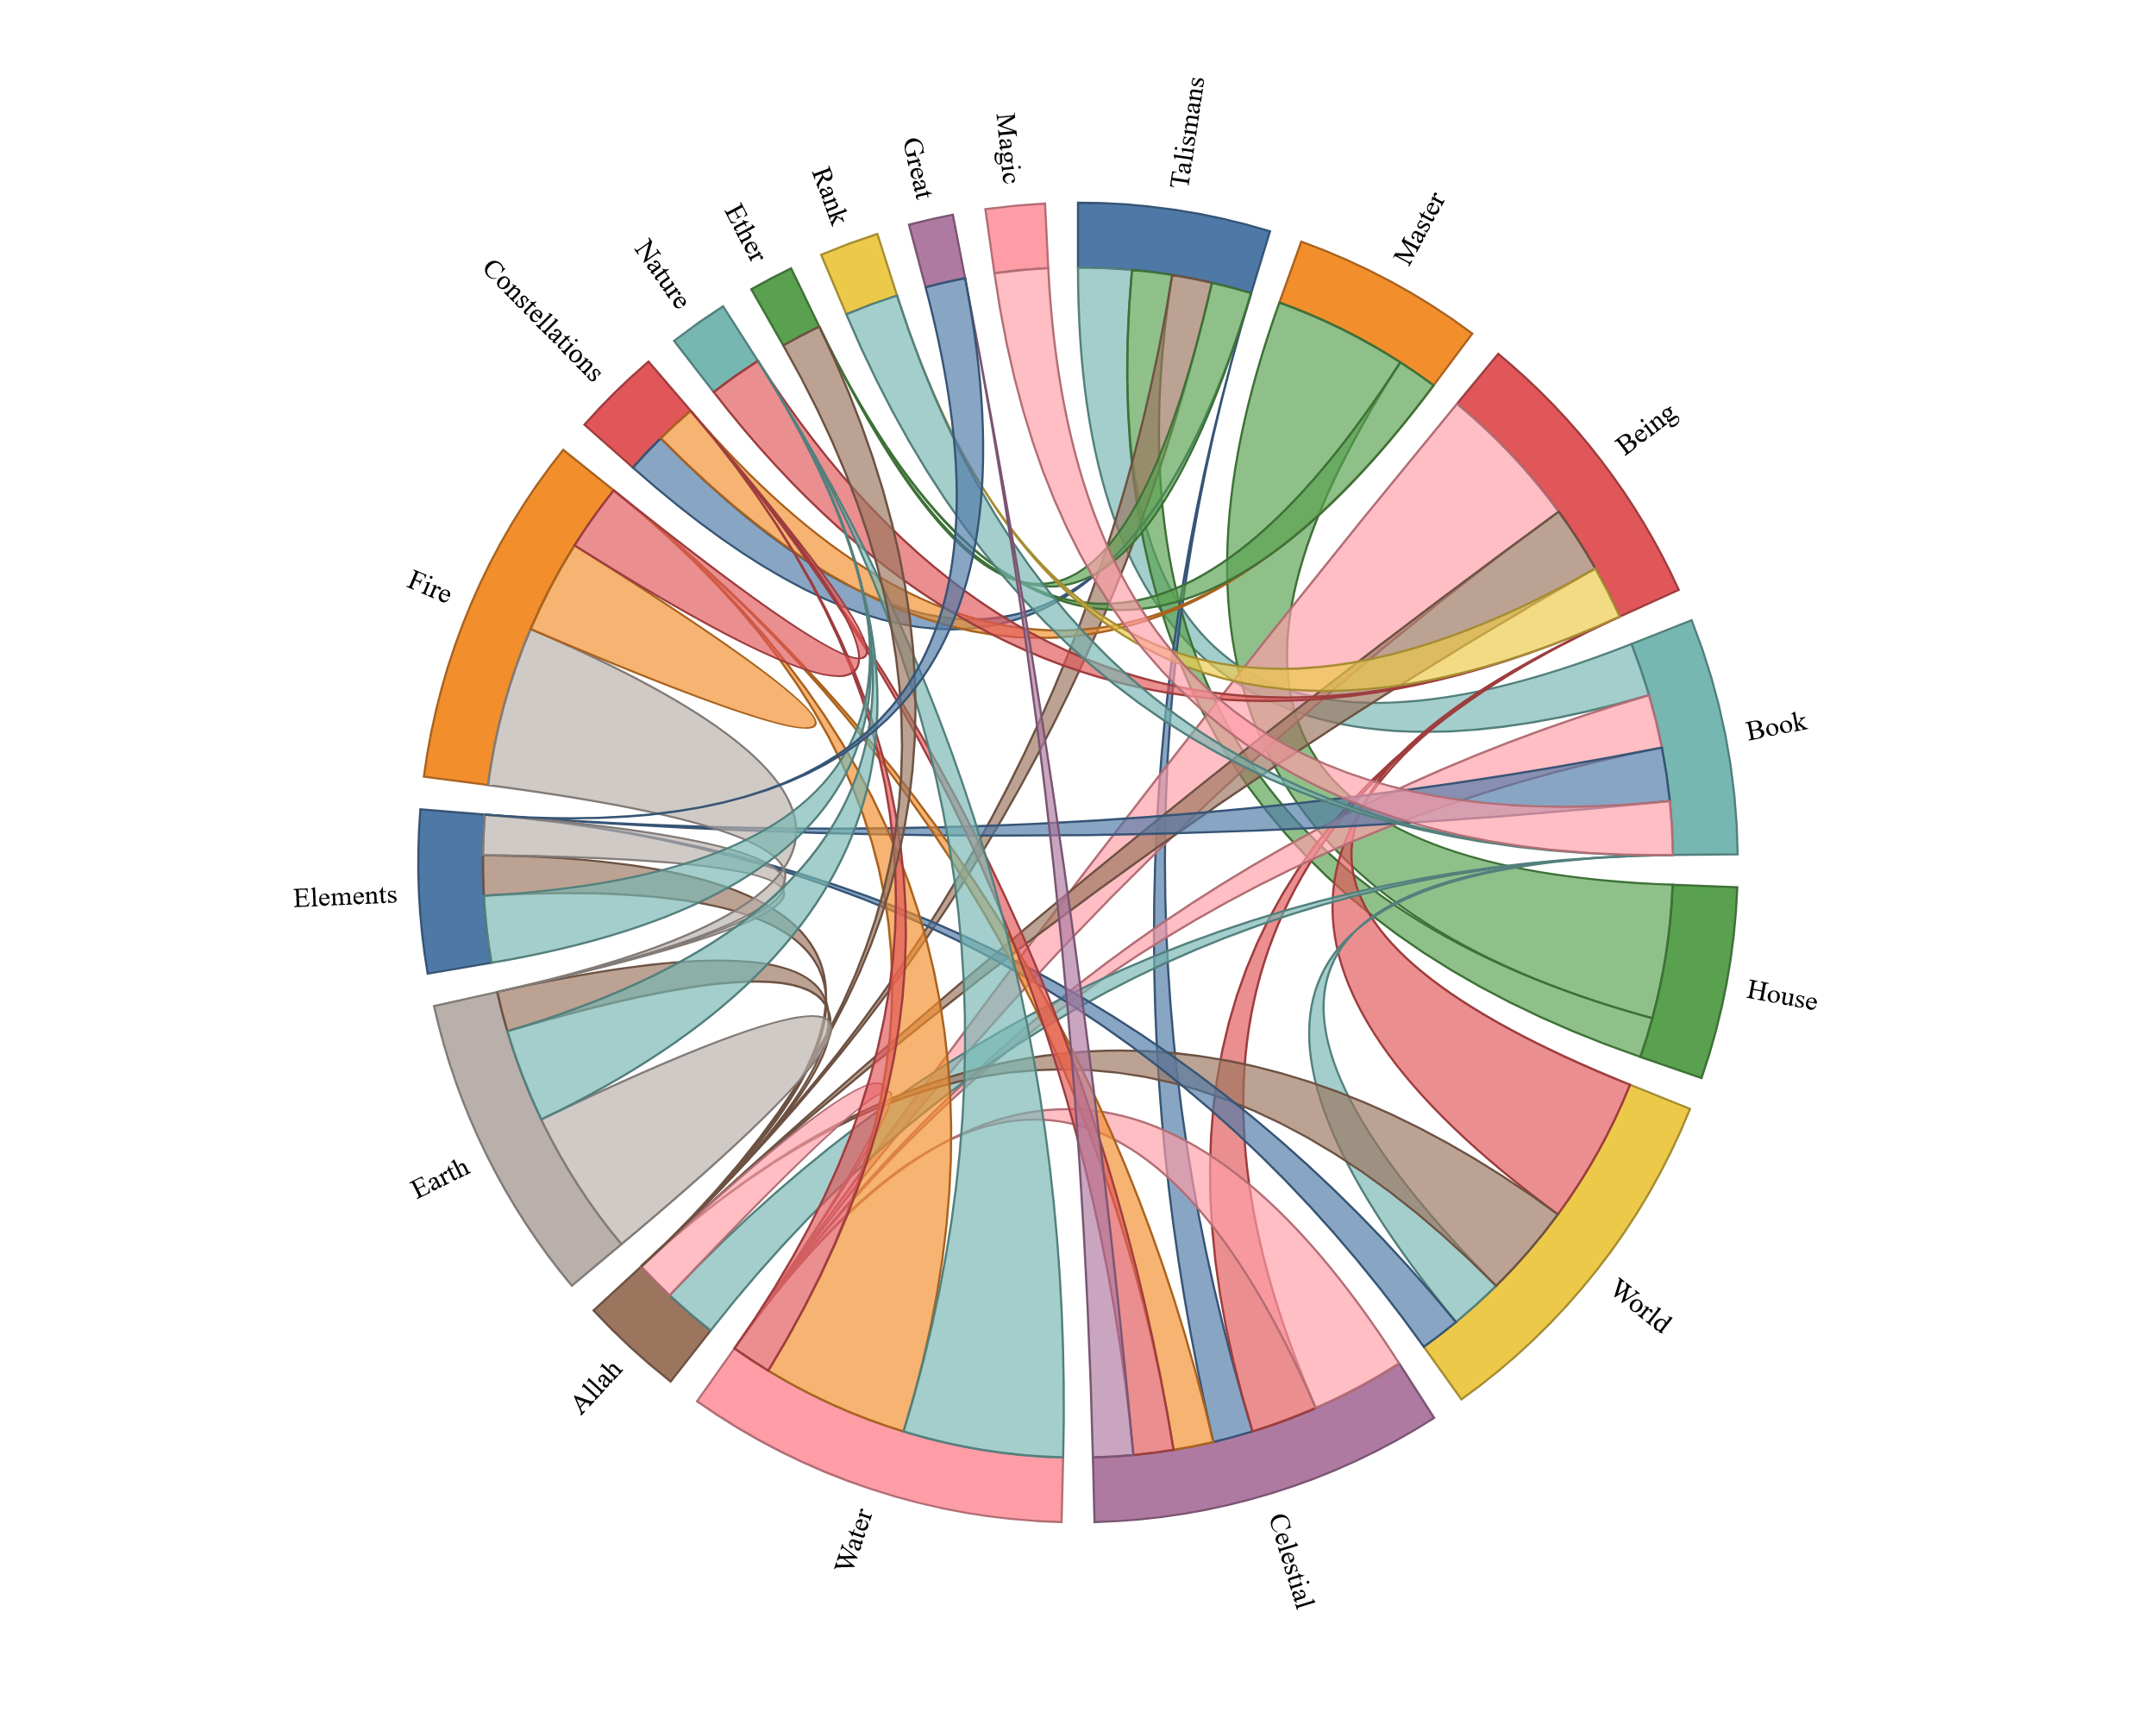 Talismans
Master
Being
Book
House
World
Celestial
Water
Allah
Earth
Elements
Fire
Constellations
Nature
Ether
Rank
Great
Magic